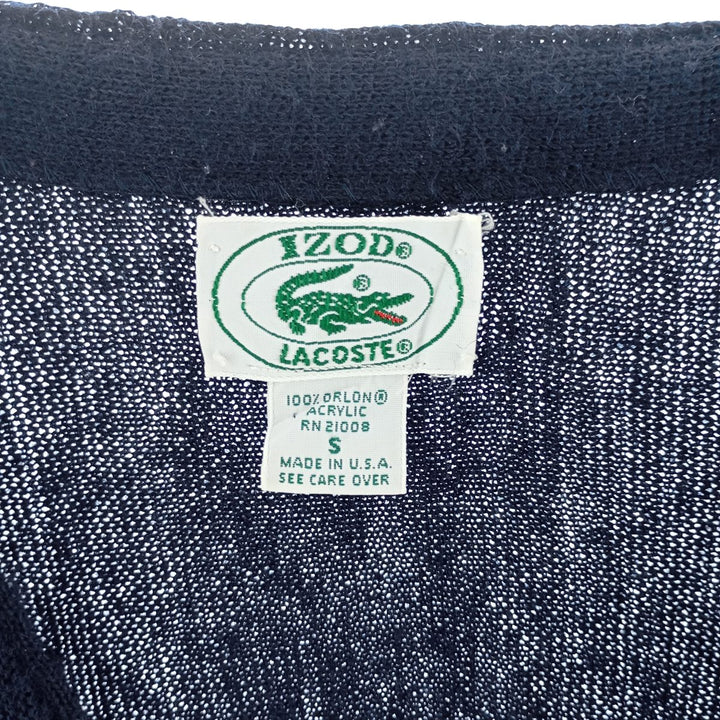 IZOD®
®
LACOSTE®
100% ORLON®
ACRYLIC
RN 21008
S
MADE IN U.S.A.
SEE CARE OVER